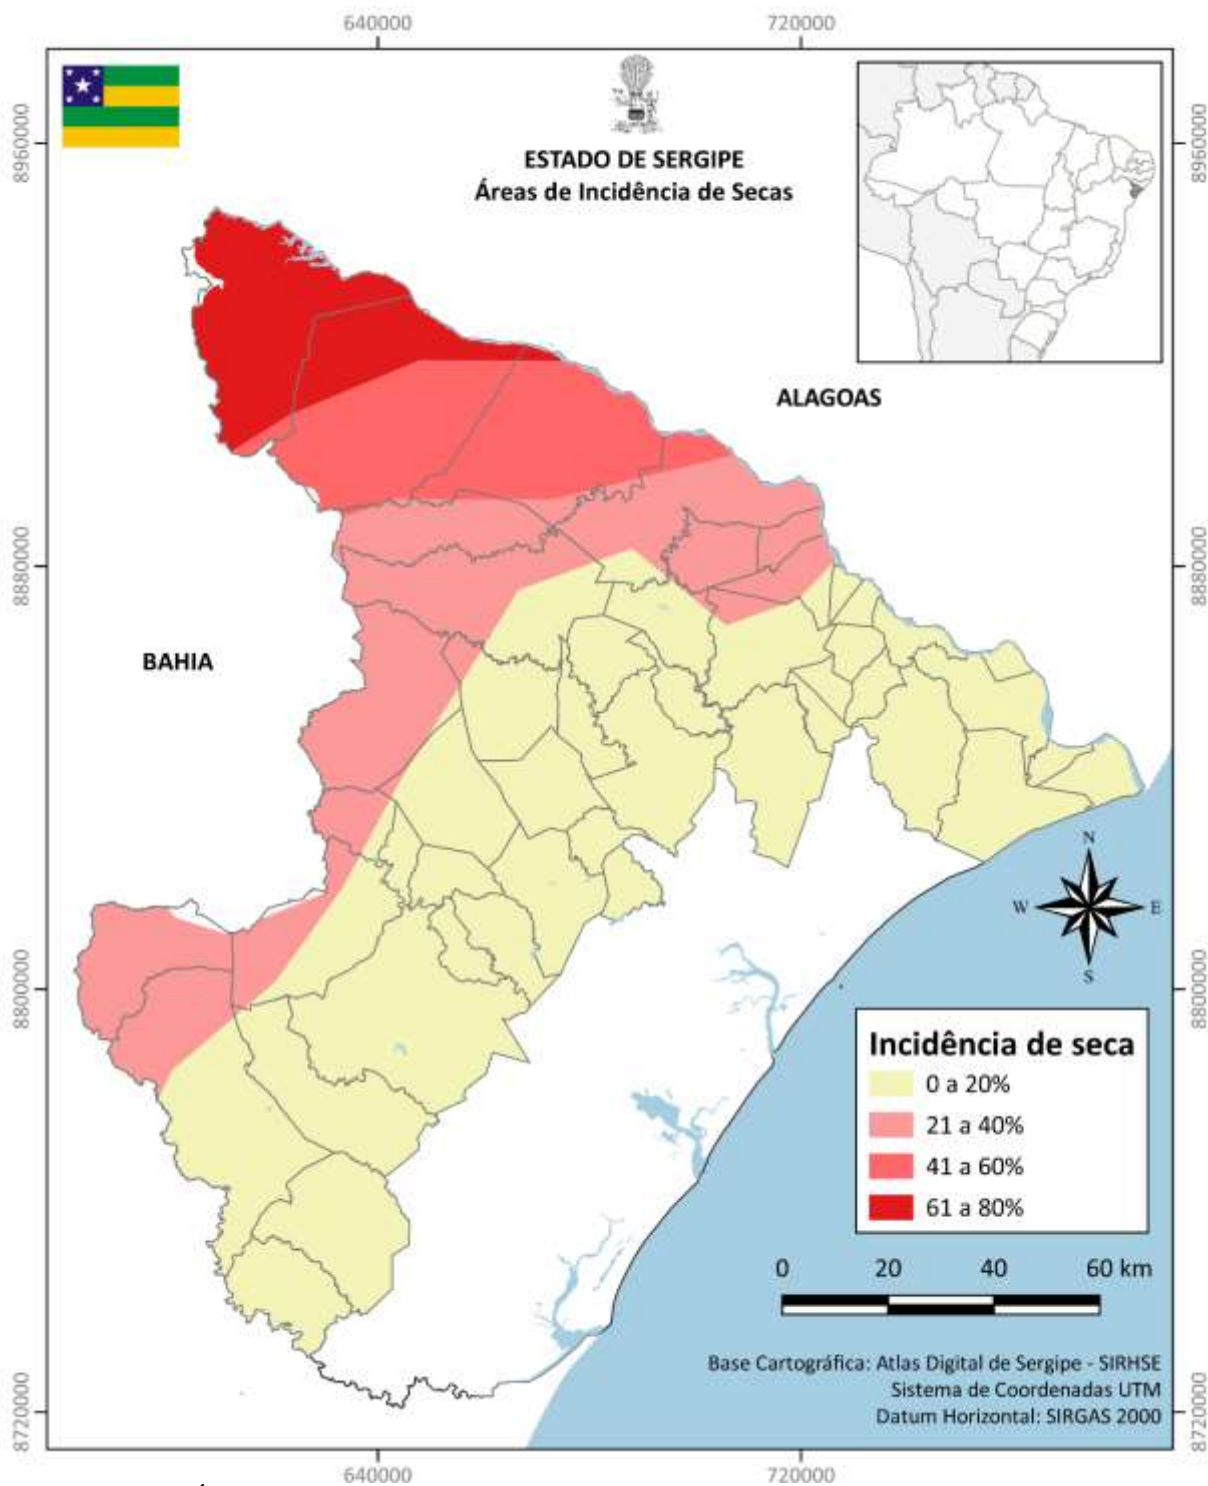 640000
720000
8960000
8960000
ESTADO DE SERGIPE
Áreas de Incidência de Secas
ALAGOAS
8880000
8880000
BAHIA
N
W
E
S
8800000
8800000
Incidência de seca
0 a 20%
21 a 40%
41 a 60%
61 a 80%
0 20 40 60 km
Base Cartográfica: Atlas Digital de Sergipe - SIRHSE
Sistema de Coordenadas UTM
Datum Horizontal: SIRGAS 2000
8720000
8720000
640000
720000